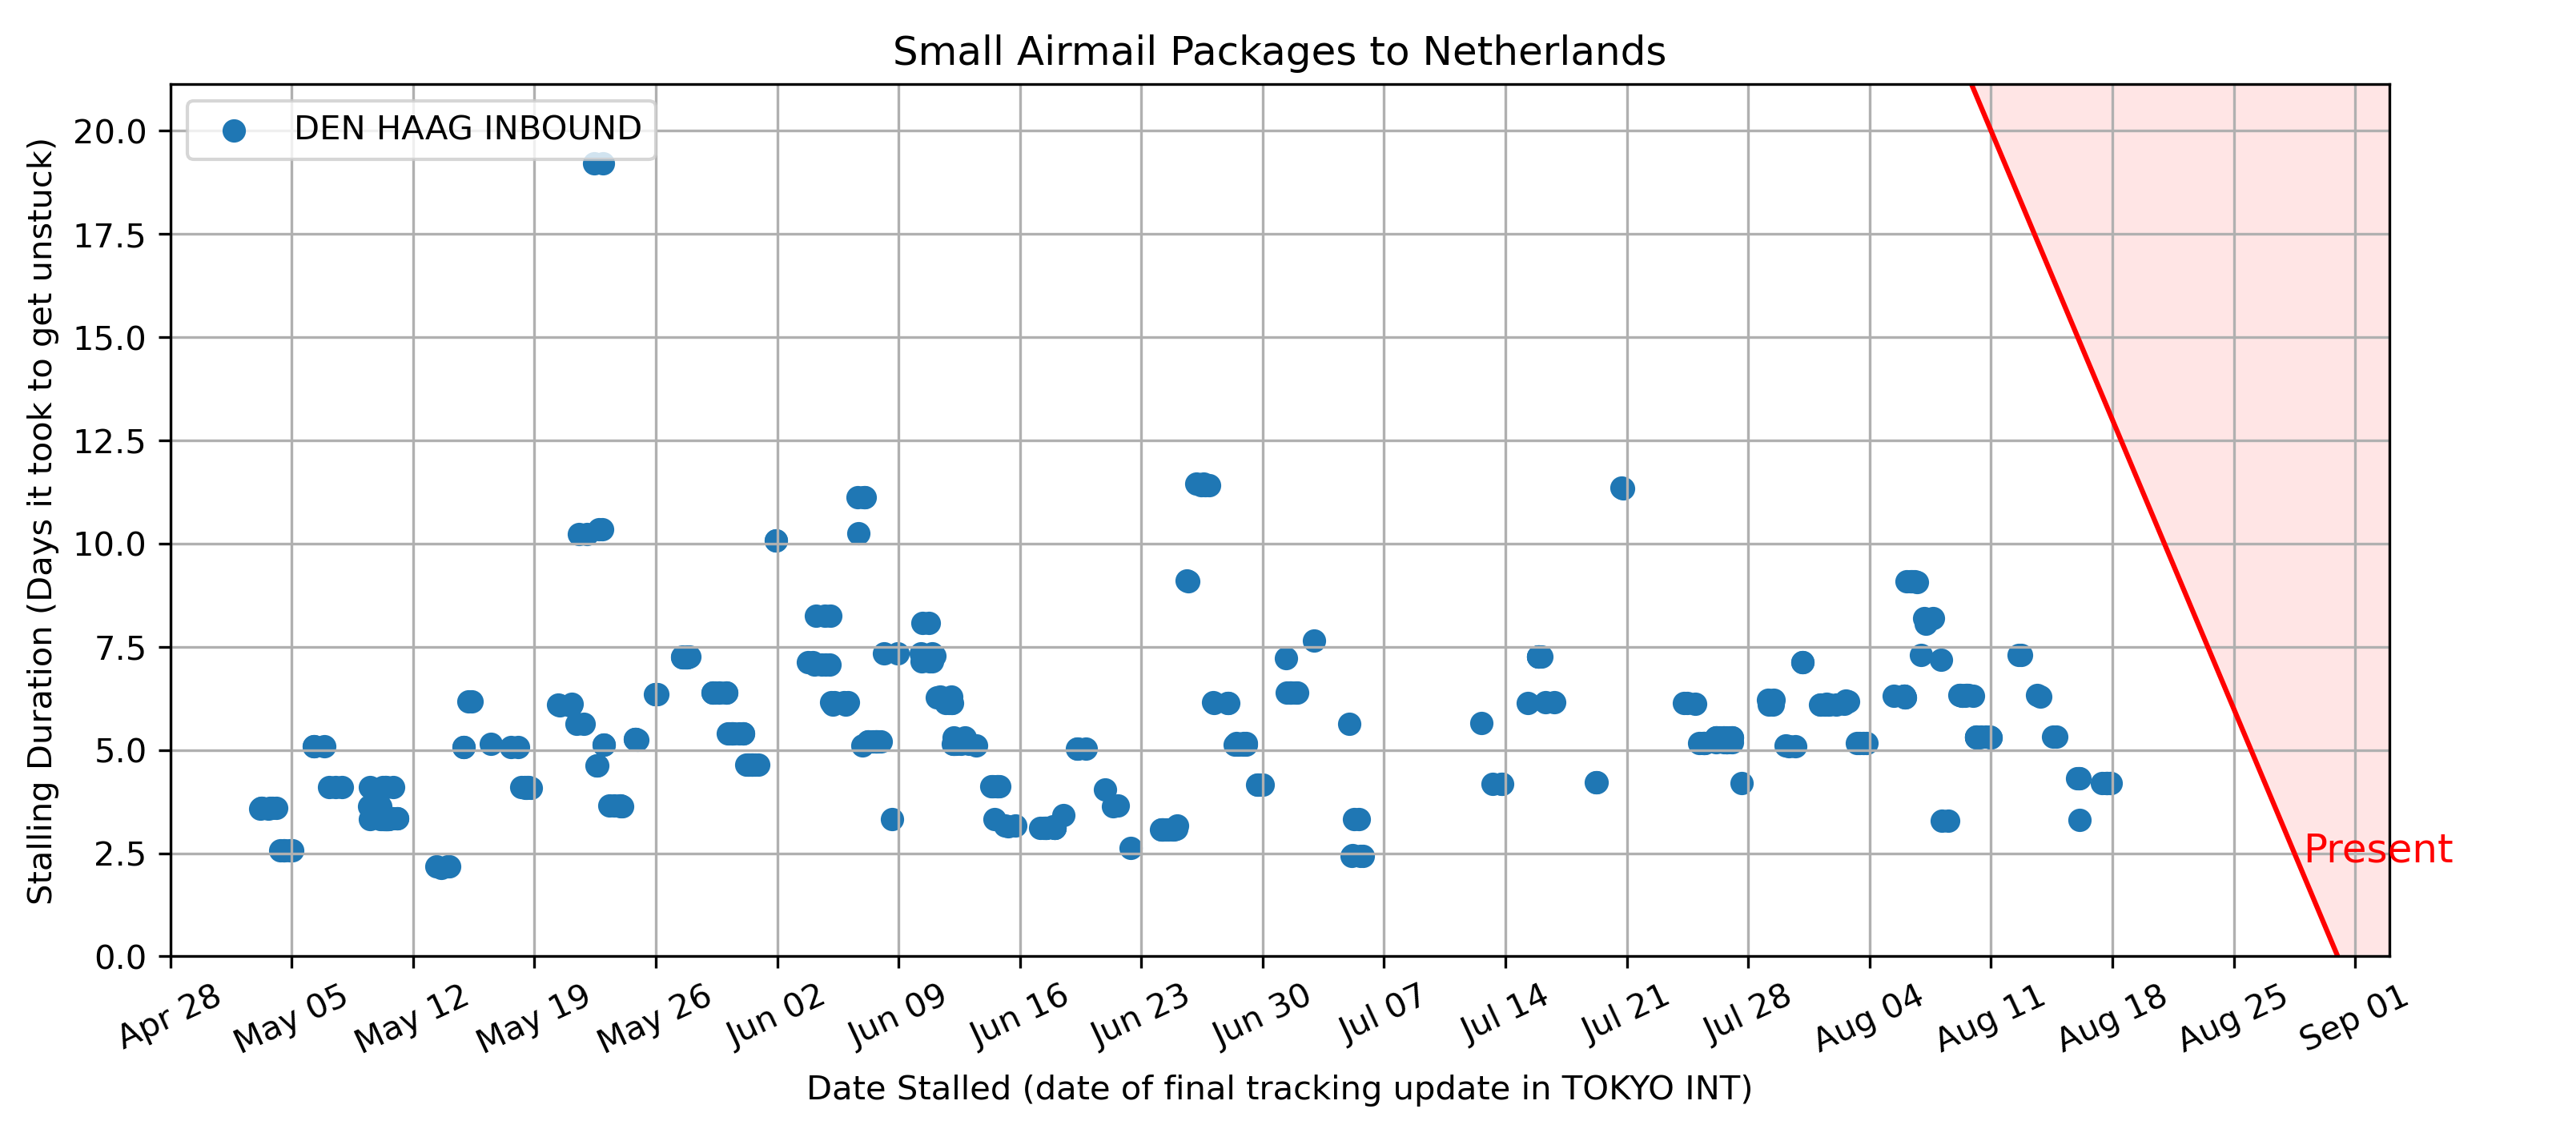 Small Airmail Packages to Netherlands
DEN HAAG INBOUND
Stalling Duration (Days it took to get unstuck)
20.0
17.5
15.0
12.5
10.0
7.5
5.0
2.5
0.0
Present
Apr 28
May 05
May 12
May 19
May 26
Jun 02
Jun 09
Jun 16
Jun 23
Jun 30
Jul 07
Jul 14
Jul 21
Jul 28
Aug 04
Aug 11
Aug 18
Aug 25
Sep 01
Date Stalled (date of final tracking update in TOKYO INT)